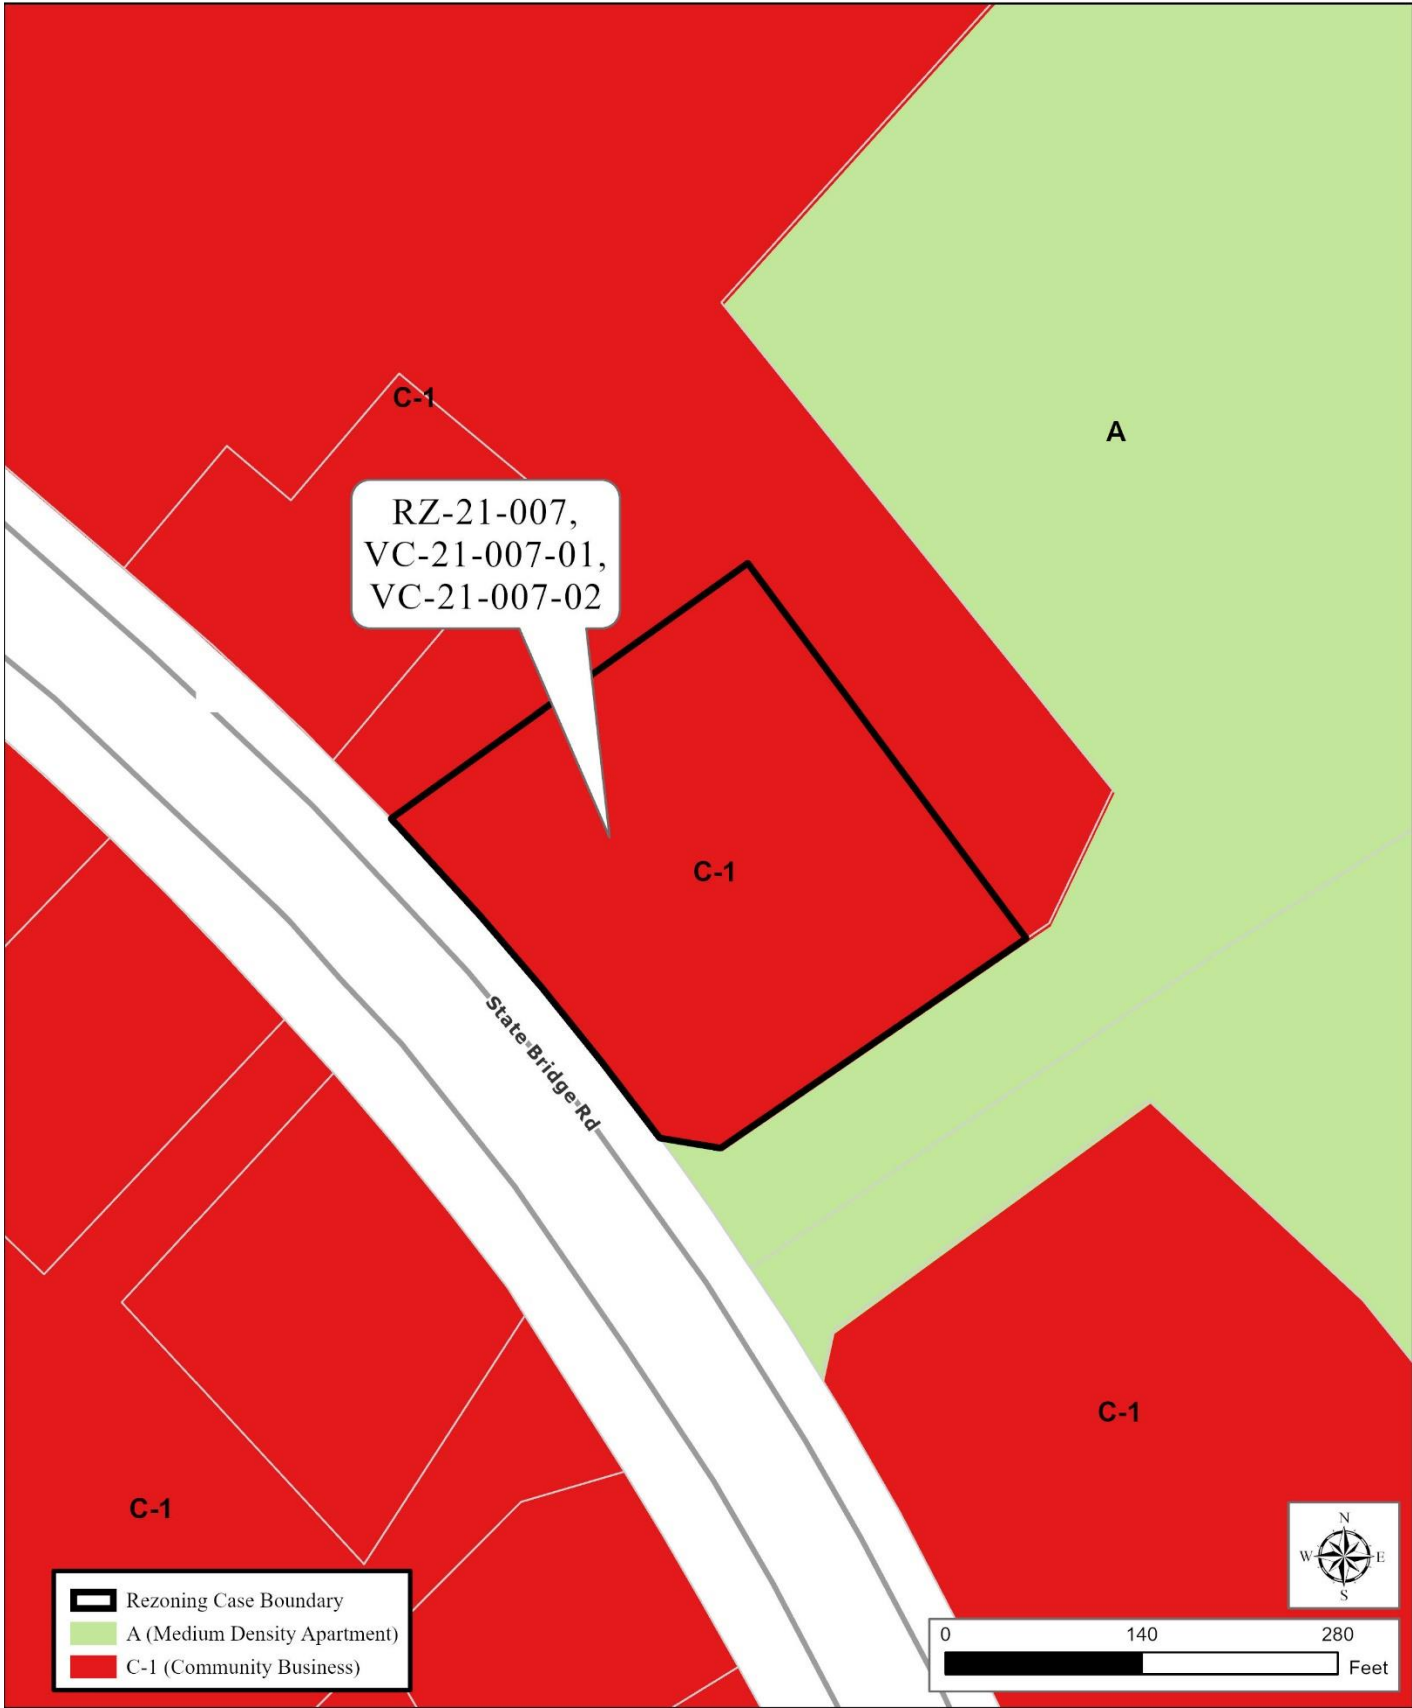 C-1
A
RZ-21-007,
VC-21-007-01,
VC-21-007-02
C-1
State Bridge Rd
C-1
C-1
N
W E
S
Rezoning Case Boundary
A (Medium Density Apartment)
C-1 (Community Business)
0 140 280
Feet